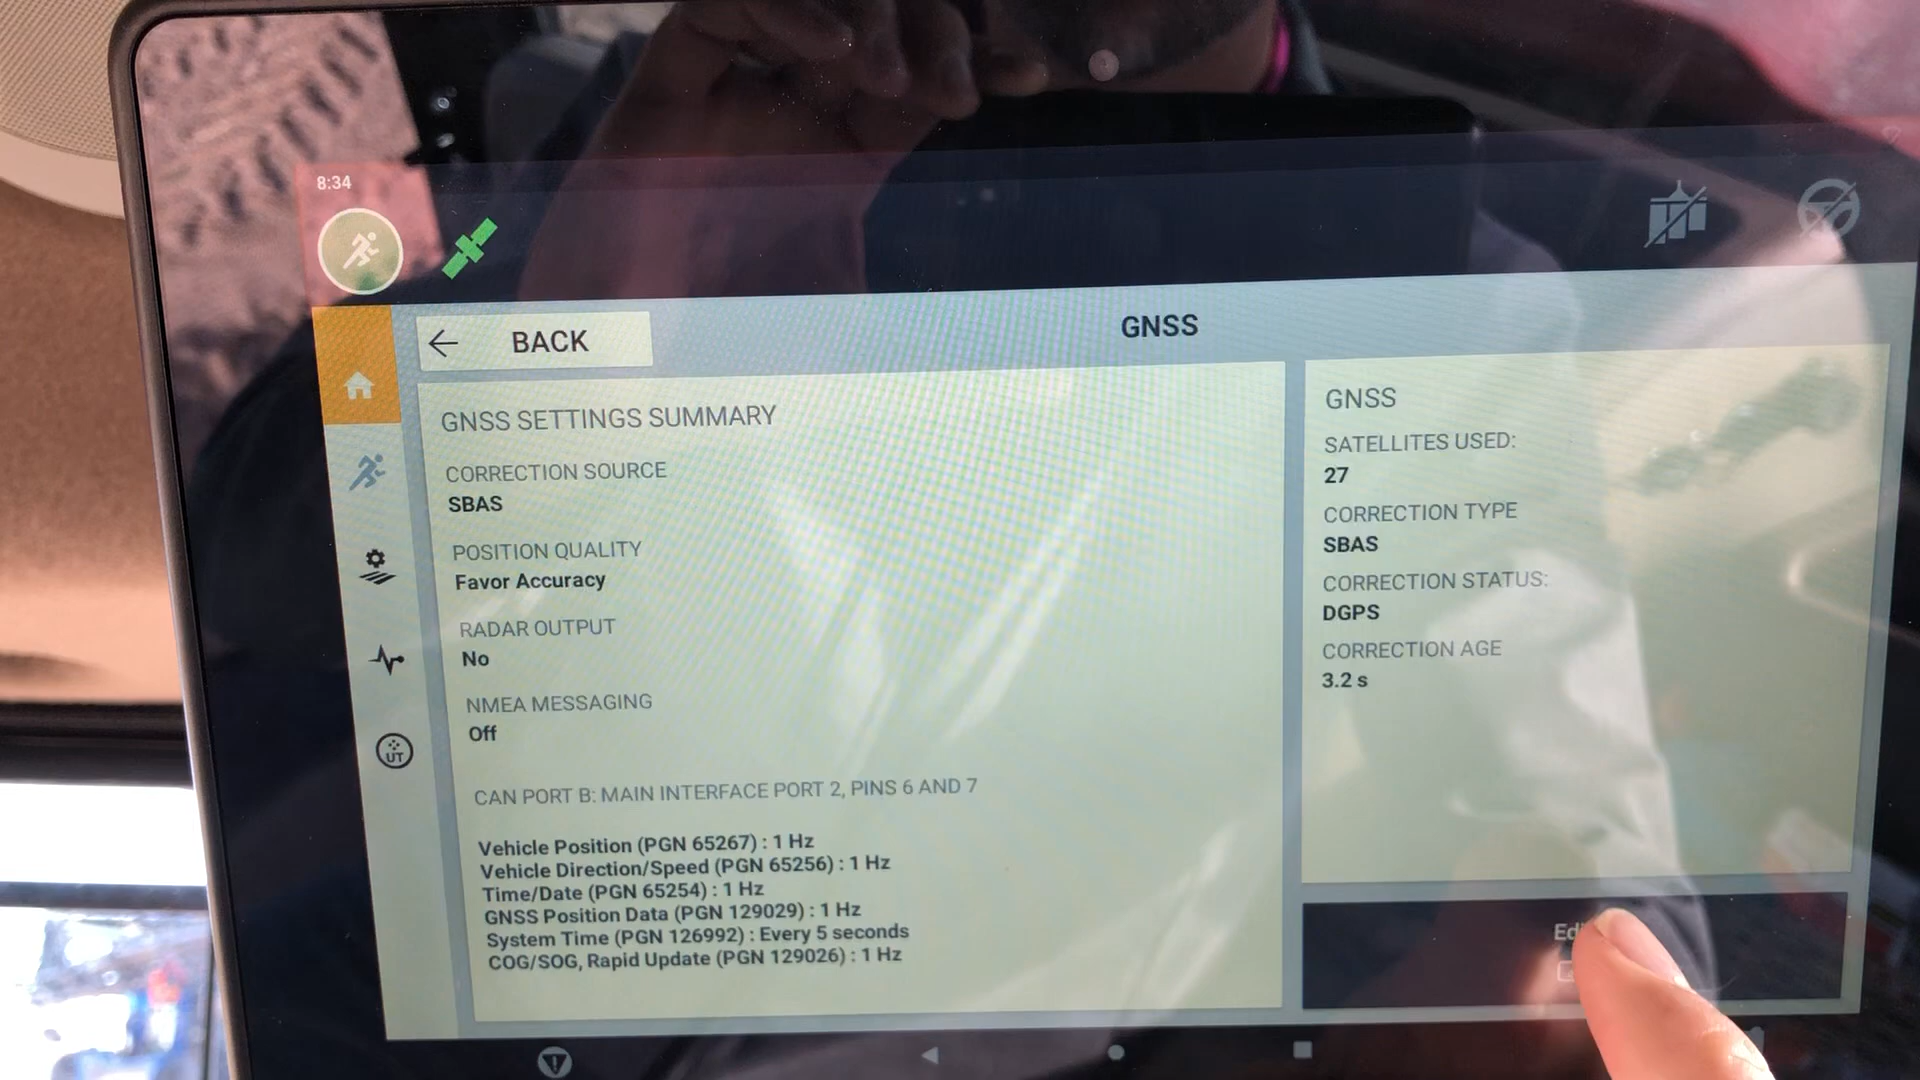 8:34
BACK
GNSS
GNSS SETTINGS SUMMARY
CORRECTION SOURCE
SBAS
POSITION QUALITY
Favor Accuracy
RADAR OUTPUT
No
NMEA MESSAGING
Off
CAN PORT B: MAIN INTERFACE PORT 2, PINS 6 AND 7
Vehicle Position (PGN 65267) : 1 Hz
Vehicle Direction/Speed (PGN 65256) : 1 Hz
Time/Date (PGN 65254) : 1 Hz
GNSS Position Data (PGN 129029) : 1 Hz
System Time (PGN 126992) : Every 5 seconds
COG/SOG, Rapid Update (PGN 129026) : 1 Hz
GNSS
SATELLITES USED:
27
CORRECTION TYPE
SBAS
CORRECTION STATUS:
DGPS
CORRECTION AGE
3.2 s
UT